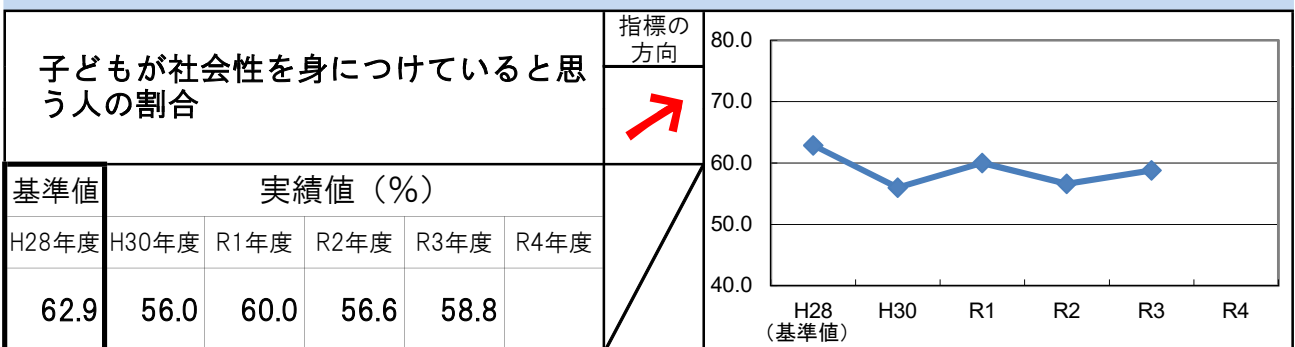 子どもが社会性を身につけていると思
う人の割合
指標の
方向
基準値 実績値（%）
H28年度 H30年度 R1年度 R2年度 R3年度 R4年度
62.9 56.0 60.0 56.6 58.8
80.0
70.0
60.0
50.0
40.0
H28 H30 R1 R2 R3 R4
（基準値）